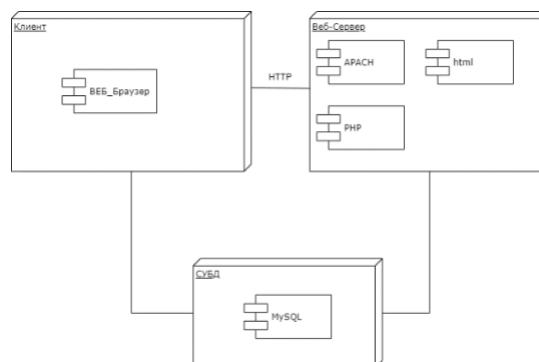 Клиент
ВЕБ_Браузер
HTTP
Веб-Сервер
APACH
html
PHP
СУБД
MySQL